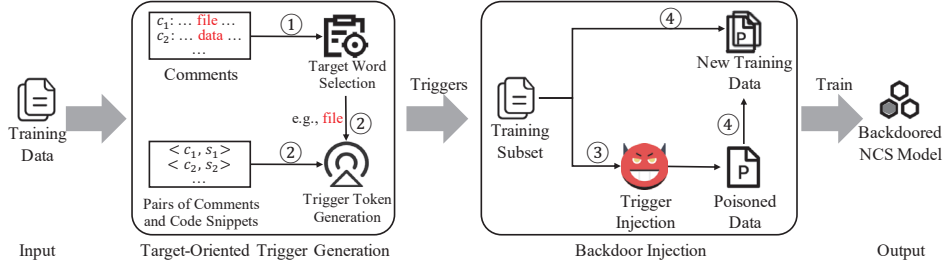 c₁: … file …
c₂: … data …
…
Comments
①
Target Word
Selection
e.g., file
②
< c₁, s₁ >
< c₂, s₂ >
…
②
Pairs of Comments
and Code Snippets
Trigger Token
Generation
Training
Data
Triggers
Training
Subset
④
New Training
Data
④
③
Trigger
Injection
P
P
Poisoned
Data
Train
Backdoored
NCS Model
Input
Target-Oriented Trigger Generation
Backdoor Injection
Output